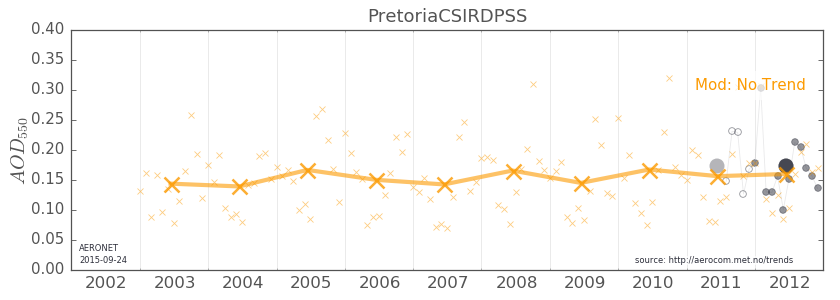 PretoriaCSIRDPSS
0.40
0.35
0.30
0.25
0.20
0.15
0.10
0.05
0.00
AOD550
Mod: No Trend
AERONET
2015-09-24
source: http://aerocom.met.no/trends
2002 2003 2004 2005 2006 2007 2008 2009 2010 2011 2012